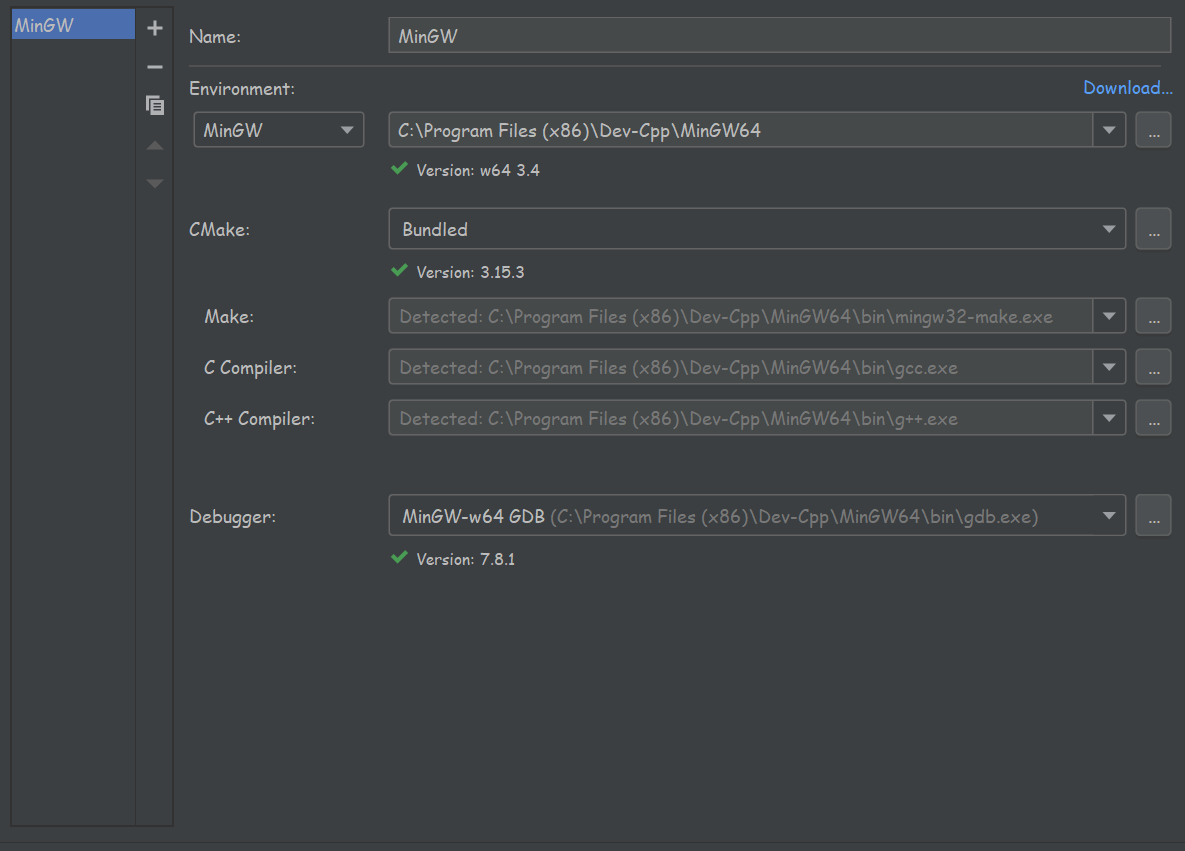 MinGW
Name:
MinGW
Environment:
Download...
MinGW
C:\Program Files (x86)\Dev-Cpp\MinGW64
...
Version: w64 3.4
CMake:
Bundled
...
Version: 3.15.3
Make:
Detected: C:\Program Files (x86)\Dev-Cpp\MinGW64\bin\mingw32-make.exe
...
C Compiler:
Detected: C:\Program Files (x86)\Dev-Cpp\MinGW64\bin\gcc.exe
...
C++ Compiler:
Detected: C:\Program Files (x86)\Dev-Cpp\MinGW64\bin\g++.exe
...
Debugger:
MinGW-w64 GDB (C:\Program Files (x86)\Dev-Cpp\MinGW64\bin\gdb.exe)
...
Version: 7.8.1